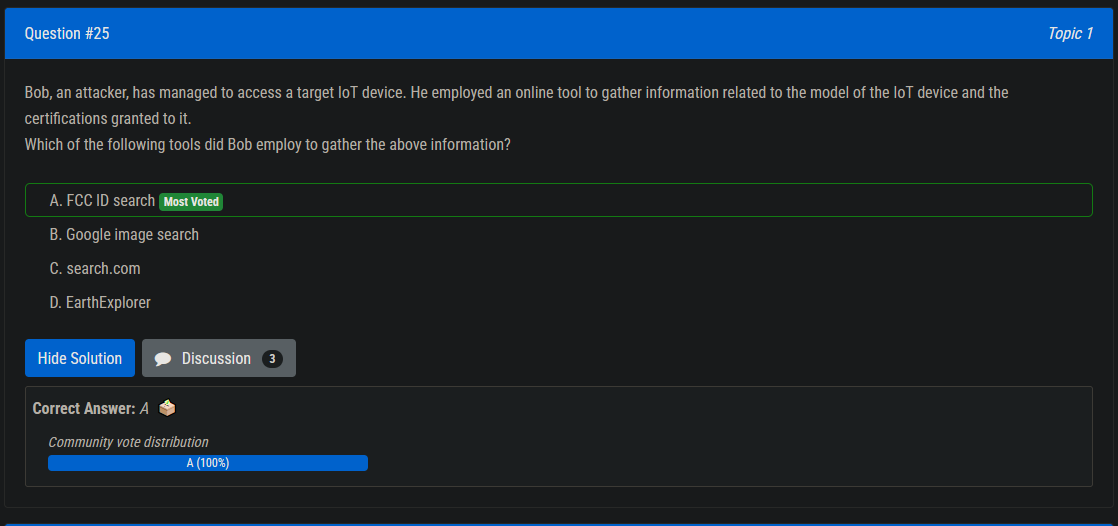 Question #25
Topic 1
Bob, an attacker, has managed to access a target IoT device. He employed an online tool to gather information related to the model of the IoT device and the
certifications granted to it.
Which of the following tools did Bob employ to gather the above information?
A. FCC ID search Most Voted
B. Google image search
C. search.com
D. EarthExplorer
Hide Solution
Discussion 3
Correct Answer: A
Community vote distribution
A (100%)